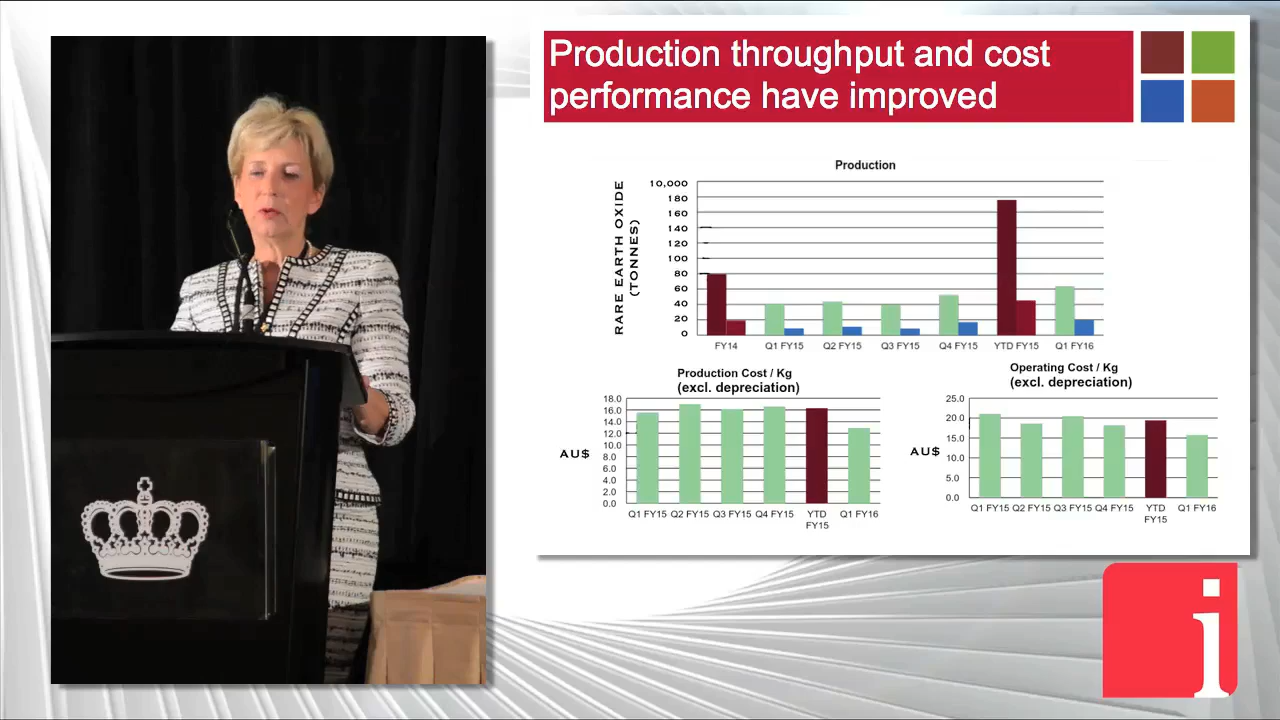 Production throughput and cost
performance have improved
Production
RARE EARTH OXIDE
(TONNES)
10,000
180
160
140
120
100
80
60
40
20
0
FY14 Q1 FY15 Q2 FY15 Q3 FY15 Q4 FY15 YTD FY15 Q1 FY16
Production Cost / Kg
(excl. depreciation)
AU$
18.0
16.0
14.0
12.0
10.0
8.0
6.0
4.0
2.0
0.0
Q1 FY15 Q2 FY15 Q3 FY15 Q4 FY15 YTD Q1 FY16
FY15
Operating Cost / Kg
(excl. depreciation)
AU$
25.0
20.0
15.0
10.0
5.0
0.0
Q1 FY15 Q2 FY15 Q3 FY15 Q4 FY15 YTD Q1 FY16
FY15
i